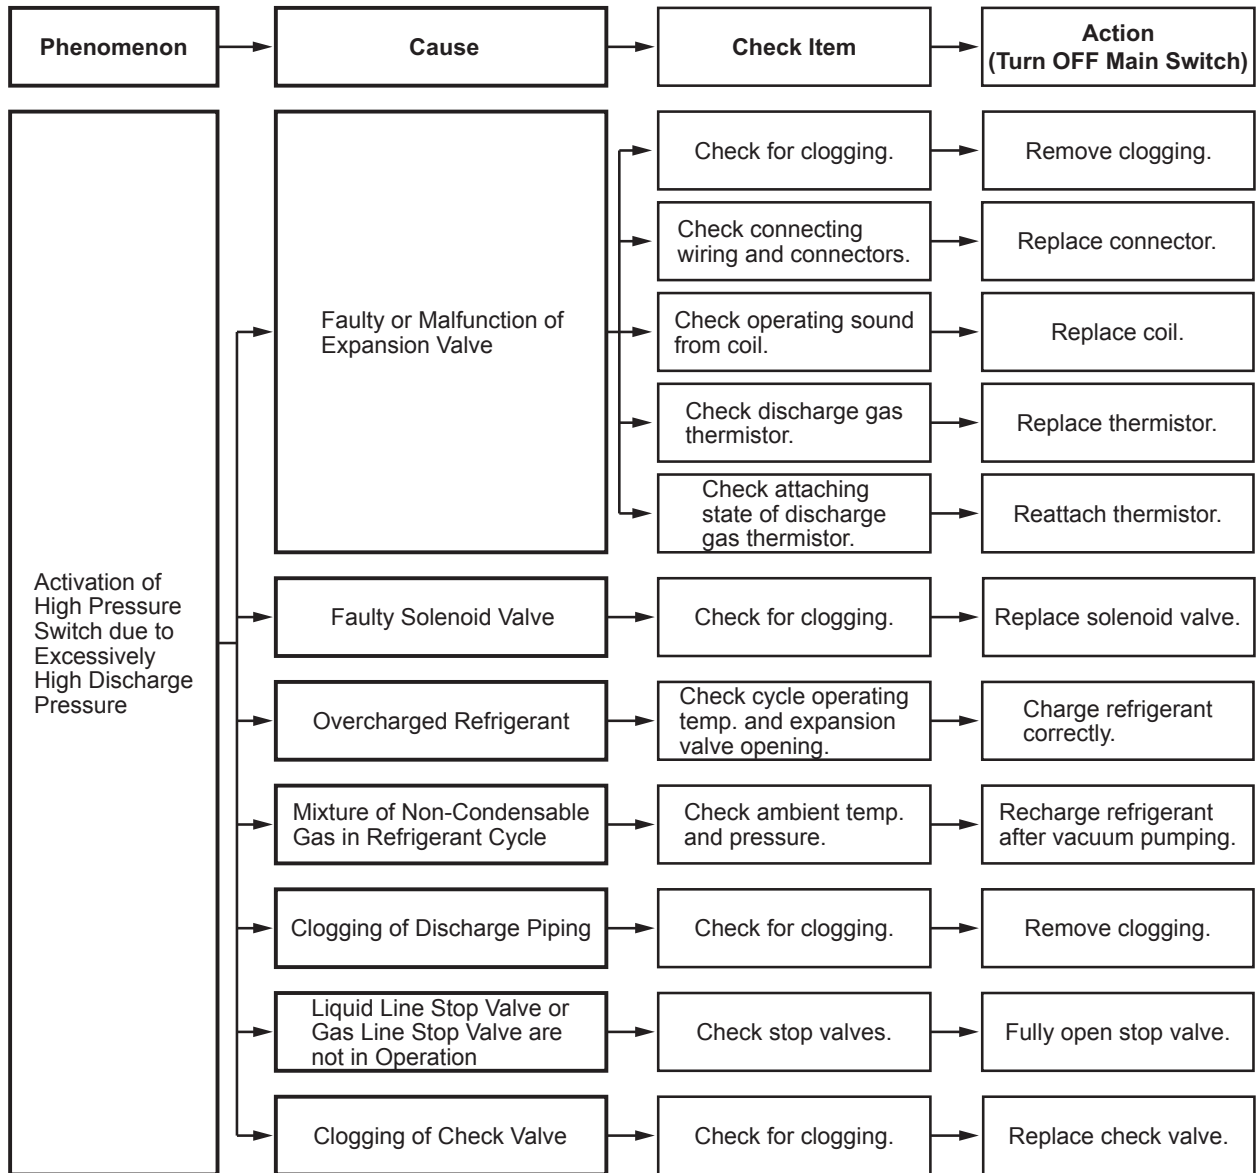 Phenomenon
Cause
Check Item
Action
(Turn OFF Main Switch)
Activation of
High Pressure
Switch due to
Excessively
High Discharge
Pressure
Faulty or Malfunction of
Expansion Valve
Check for clogging.
Remove clogging.
Check connecting
wiring and connectors.
Replace connector.
Check operating sound
from coil.
Replace coil.
Check discharge gas
thermistor.
Replace thermistor.
Check attaching
state of discharge
gas thermistor.
Reattach thermistor.
Faulty Solenoid Valve
Check for clogging.
Replace solenoid valve.
Overcharged Refrigerant
Check cycle operating
temp. and expansion
valve opening.
Charge refrigerant
correctly.
Mixture of Non-Condensable
Gas in Refrigerant Cycle
Check ambient temp.
and pressure.
Recharge refrigerant
after vacuum pumping.
Clogging of Discharge Piping
Check for clogging.
Remove clogging.
Liquid Line Stop Valve or
Gas Line Stop Valve are
not in Operation
Check stop valves.
Fully open stop valve.
Clogging of Check Valve
Check for clogging.
Replace check valve.